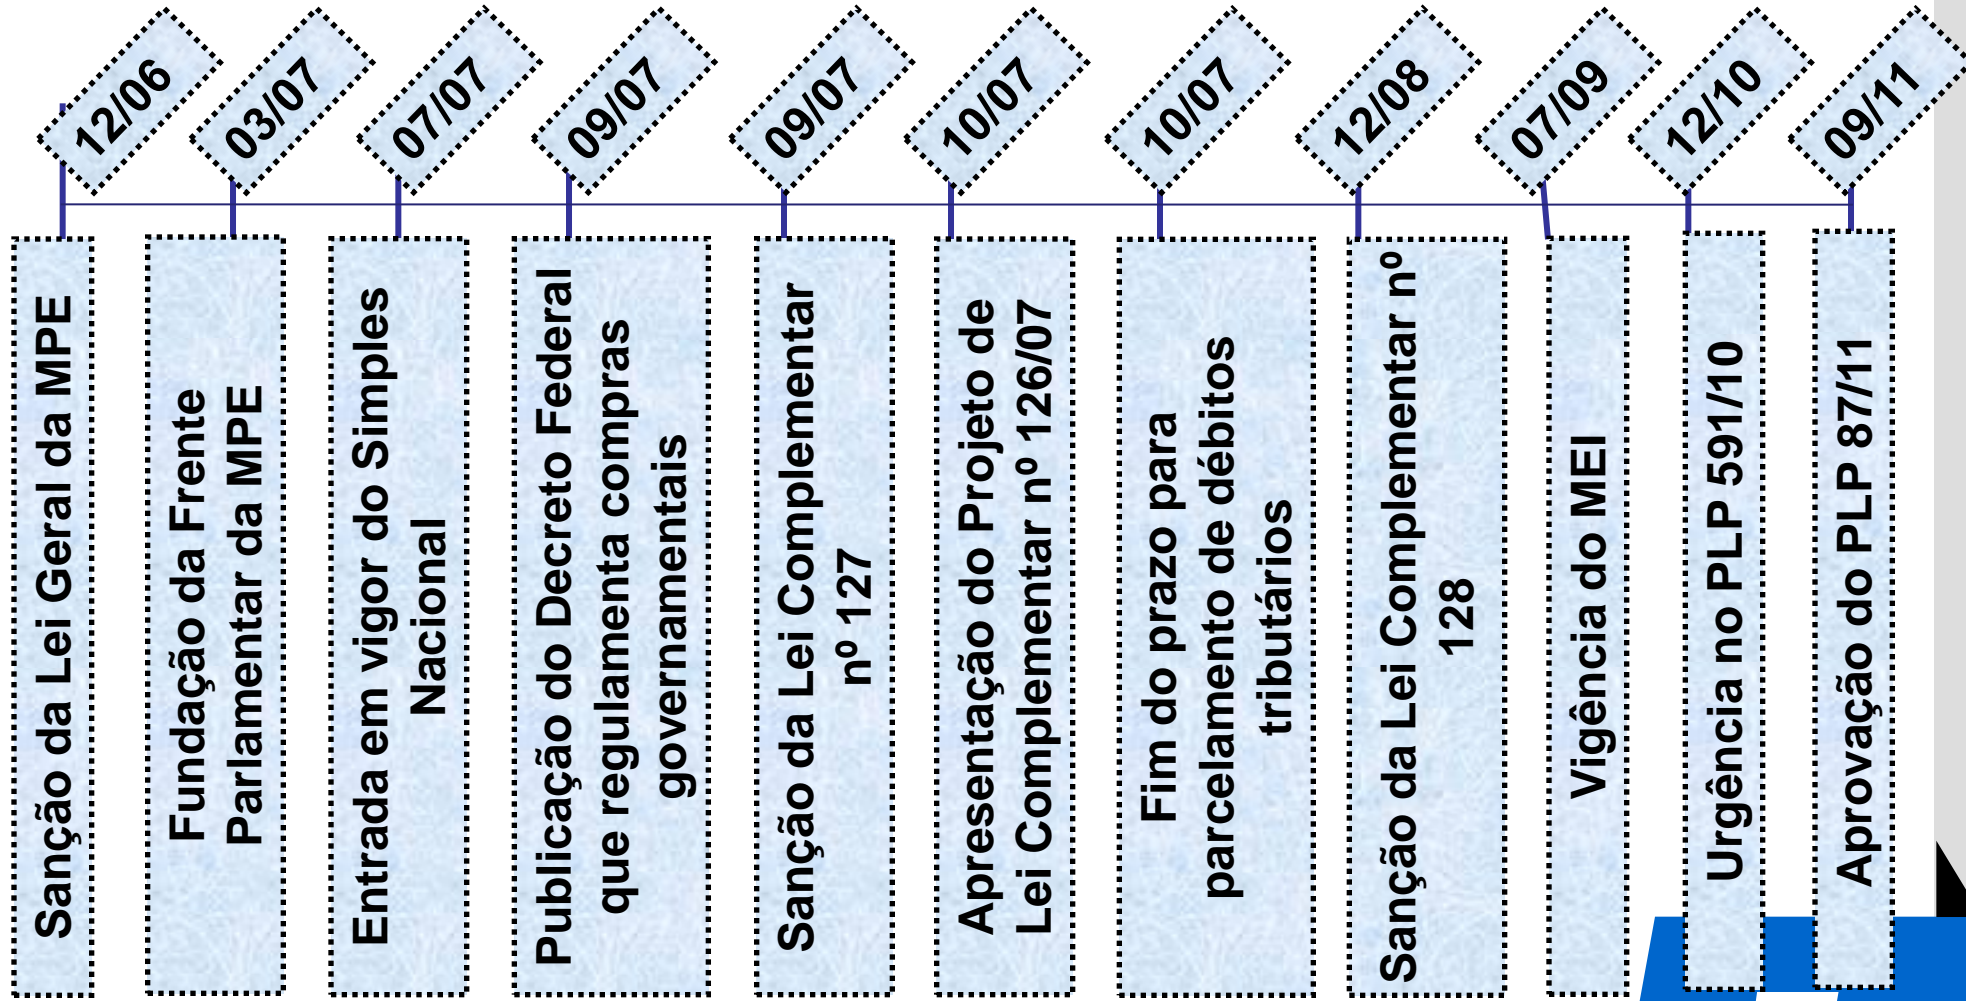 12/06
03/07
07/07
09/07
09/07
10/07
10/07
12/08
07/09
12/10
09/11
Sanção da Lei Geral da MPE
Fundação da Frente
Parlamentar da MPE
Entrada em vigor do Simples
Nacional
Publicação do Decreto Federal
que regulamenta compras
governamentais
Sanção da Lei Complementar
nº 127
Apresentação do Projeto de
Lei Complementar nº 126/07
Fim do prazo para
parcelamento de débitos
tributários
Sanção da Lei Complementar nº
128
Vigência do MEI
Urgência no PLP 591/10
Aprovação do PLP 87/11